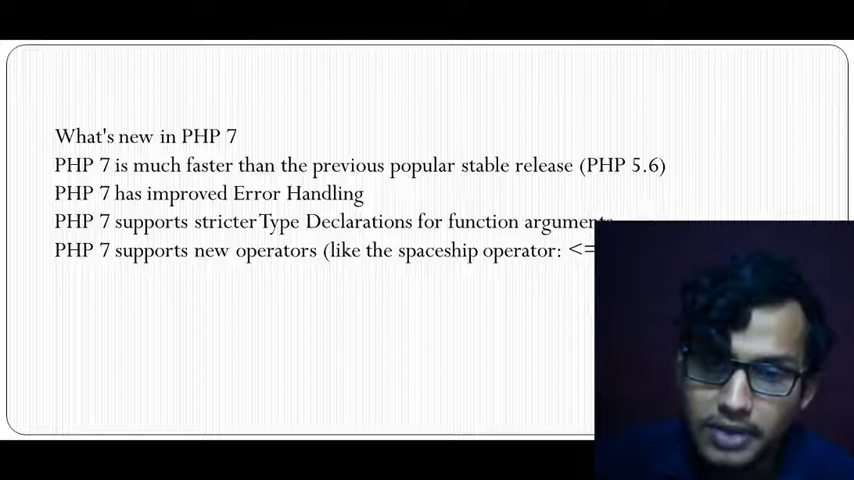 What's new in PHP 7
PHP 7 is much faster than the previous popular stable release (PHP 5.6)
PHP 7 has improved Error Handling
PHP 7 supports stricter Type Declarations for function arguments
PHP 7 supports new operators (like the spaceship operator: <=